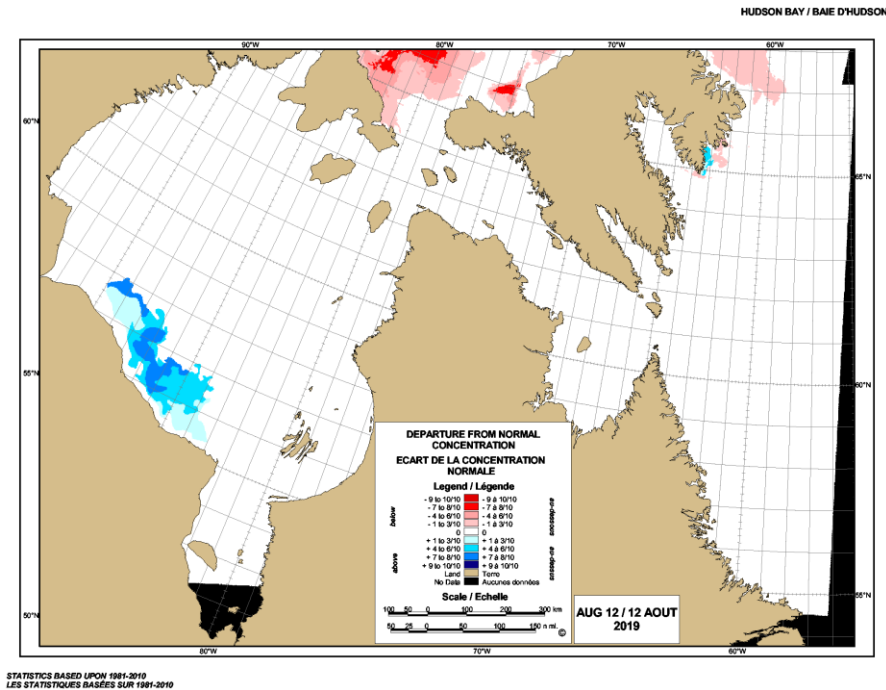 HUDSON BAY / BAIE D'HUDSON
90°W
80°W
70°W
60°W
60°N
65°N
55°N
60°N
50°N
55°N
80°W
70°W
60°W
DEPARTURE FROM NORMAL
CONCENTRATION
ECART DE LA CONCENTRATION
NORMALE
Legend / Légende
below
au-dessous
- 9 to 10/10 - 9 à 10/10
- 7 to 8/10 - 7 à 8/10
- 4 to 6/10 - 4 à 6/10
- 1 to 3/10 - 1 à 3/10
0 0
+ 1 to 3/10 + 1 à 3/10
+ 4 to 6/10 + 4 à 6/10
+ 7 to 8/10 + 7 à 8/10
+ 9 to 10/10 + 9 à 10/10
above
au-dessus
Land Terre
No Data Aucunes données
Scale / Echelle
100 50 0 100 200 300 km
50 25 0 50 100 150 n mi.
©
AUG 12 / 12 AOUT
2019
STATISTICS BASED UPON 1981-2010
LES STATISTIQUES BASÉES SUR 1981-2010